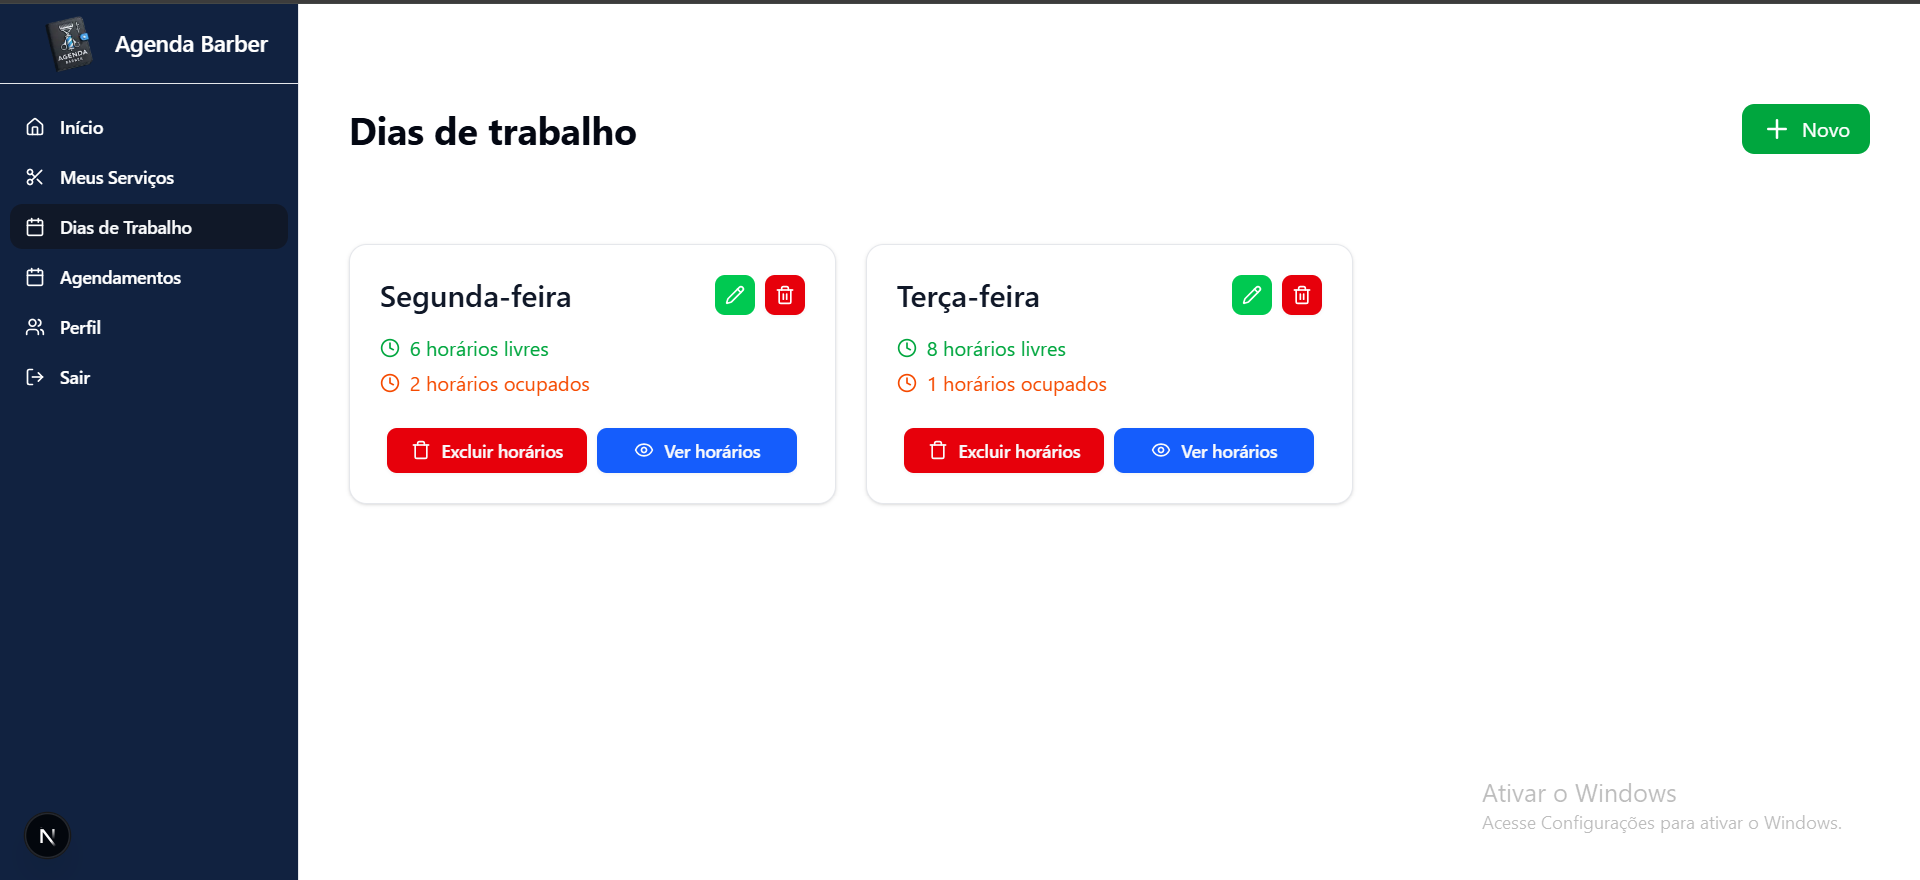 AGENDA
BARBER
Agenda Barber
Início
Meus Serviços
Dias de Trabalho
Agendamentos
Perfil
Sair
N
Dias de trabalho
Novo
Segunda-feira
6 horários livres
2 horários ocupados
Excluir horários
Ver horários
Terça-feira
8 horários livres
1 horários ocupados
Excluir horários
Ver horários
Ativar o Windows
Acesse Configurações para ativar o Windows.